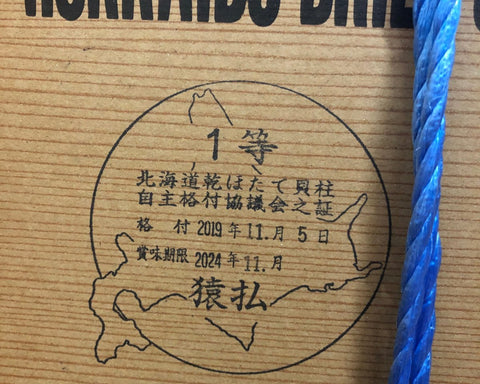 HOKKAIDO DRIE
1等
北海道乾ほたて貝柱
自主格付協議会之証
格付 2019年11.月5日
賞味期限 2024年11.月
猿払